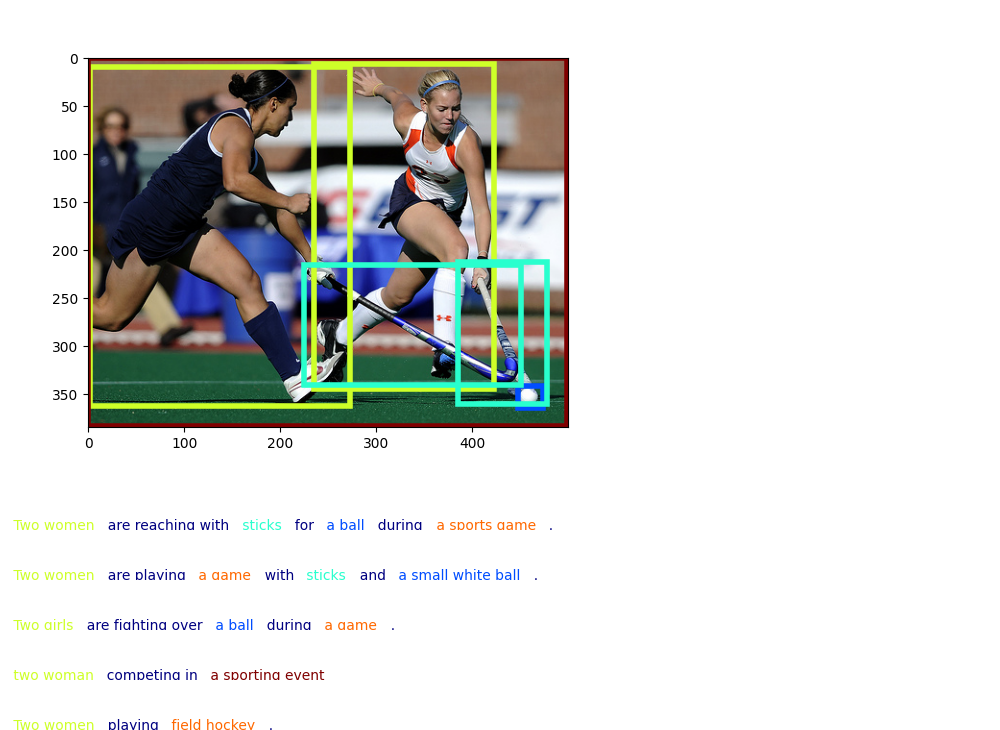 0
50
100
150
200
250
300
350
0 100 200 300 400
Two women are reaching with sticks for a ball during a sports game .
Two women are playing a game with sticks and a small white ball .
Two girls are fighting over a ball during a game .
two woman competing in a sporting event
Two women playing field hockey .